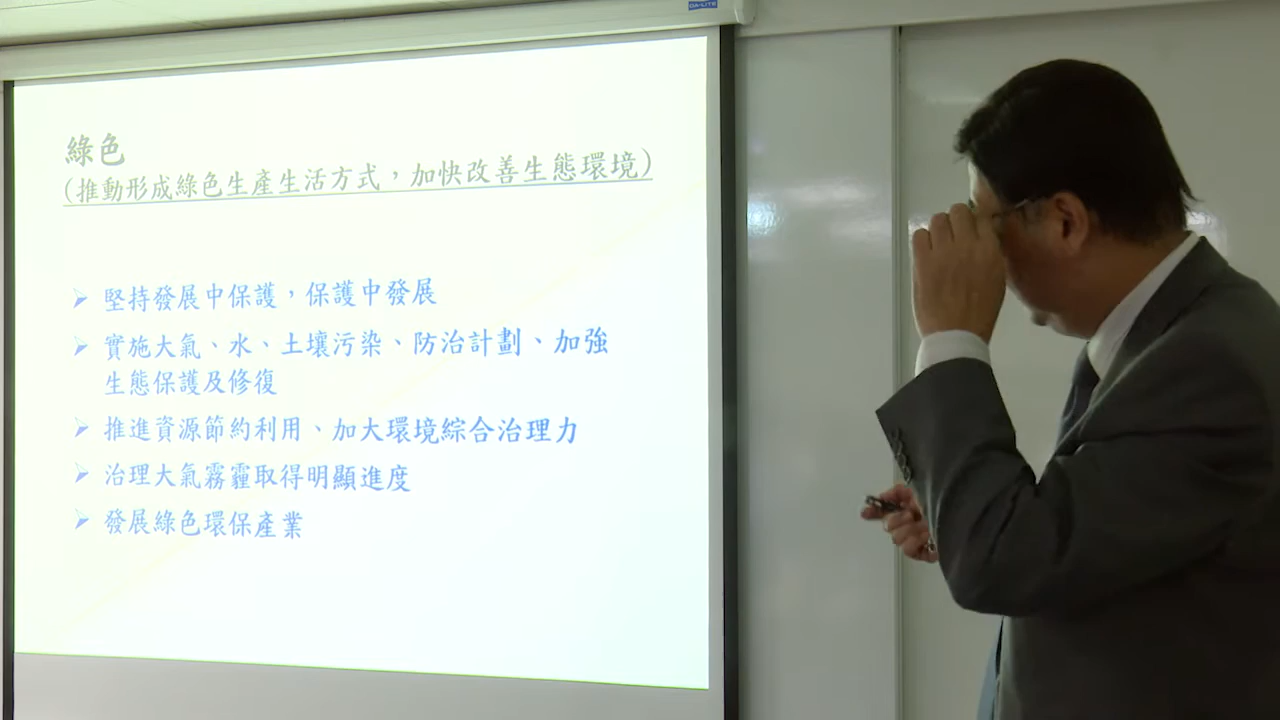 DA-LITE
綠色
(推動形成綠色生產生活方式，加快改善生態環境)
➢ 堅持發展中保護，保護中發展
➢ 實施大氣、水、土壤污染、防治計劃、加強
生態保護及修復
➢ 推進資源節約利用、加大環境綜合治理力
➢ 治理大氣霧霾取得明顯進度
➢ 發展綠色環保產業